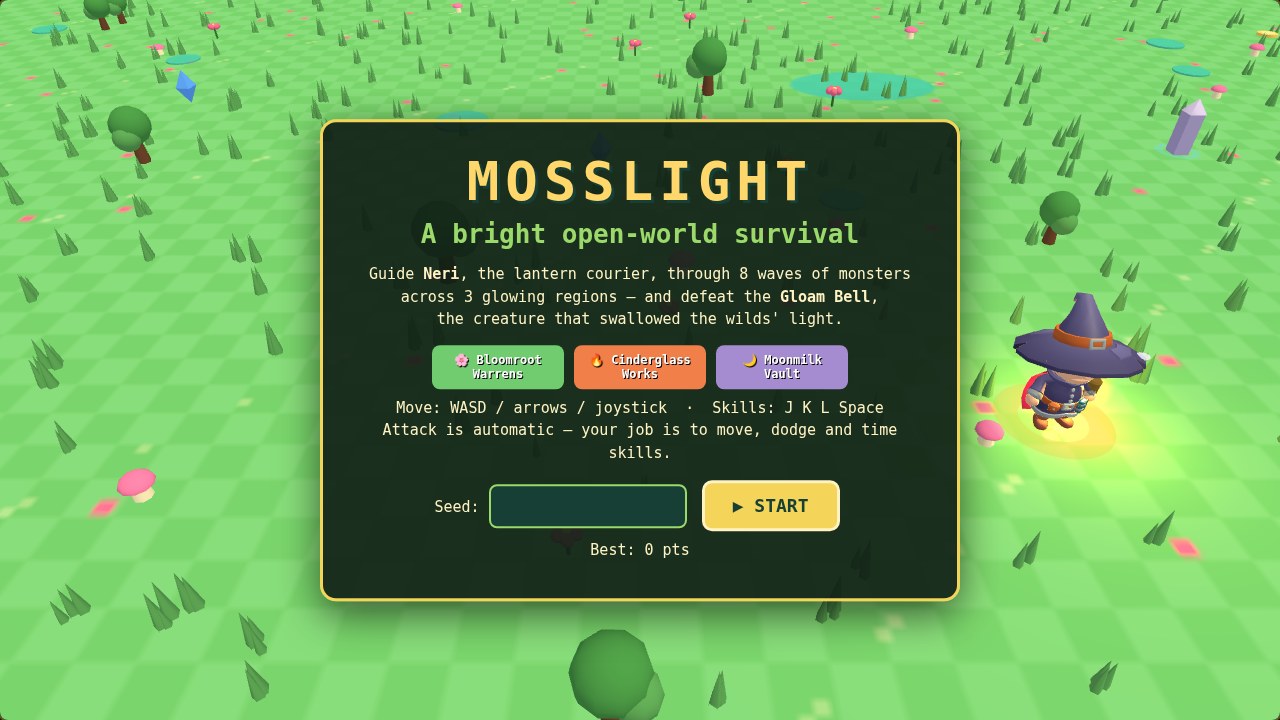 MOSSLIGHT
A bright open-world survival
Guide Neri, the lantern courier, through 8 waves of monsters
across 3 glowing regions — and defeat the Gloam Bell,
the creature that swallowed the wilds' light.
🌸 Bloomroot Warrens
🔥 Cinderglass Works
🌙 Moonmilk Vault
Move: WASD / arrows / joystick · Skills: J K L Space
Attack is automatic — your job is to move, dodge and time
skills.
Seed:
▶ START
Best: 0 pts